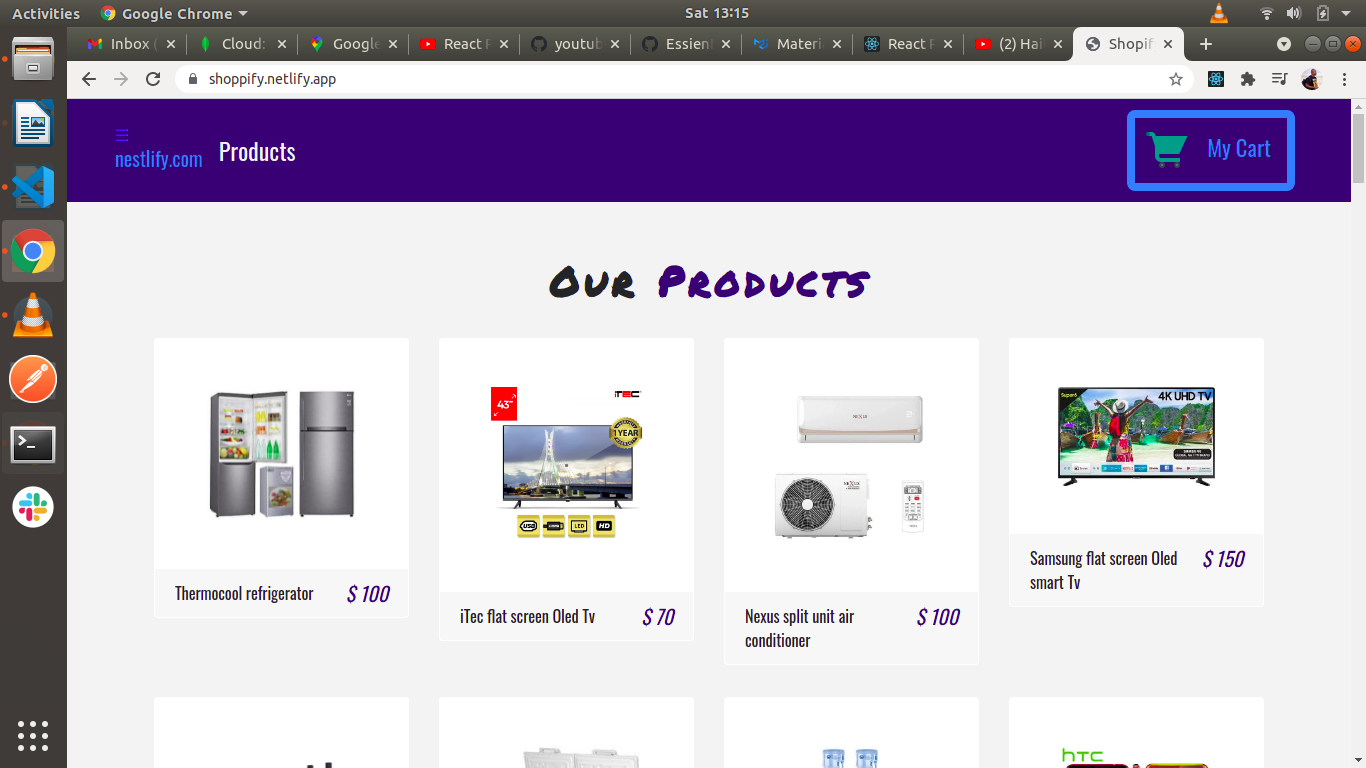 Activities Google Chrome Sat 13:15
Inbox ( Cloud: Google React F youtub Essien Materi React F (2) Hai Shopif
shoppify.netlify.app
☰
nestlify.com Products My Cart
Our Products
43" iTEC
1 YEAR
USB LED HD
NEXUS
NEXUS
Super6 4K UHD TV
Thermocool refrigerator $ 100
iTec flat screen Oled Tv $ 70
Nexus split unit air
conditioner $ 100
Samsung flat screen Oled
smart Tv $ 150
hTC